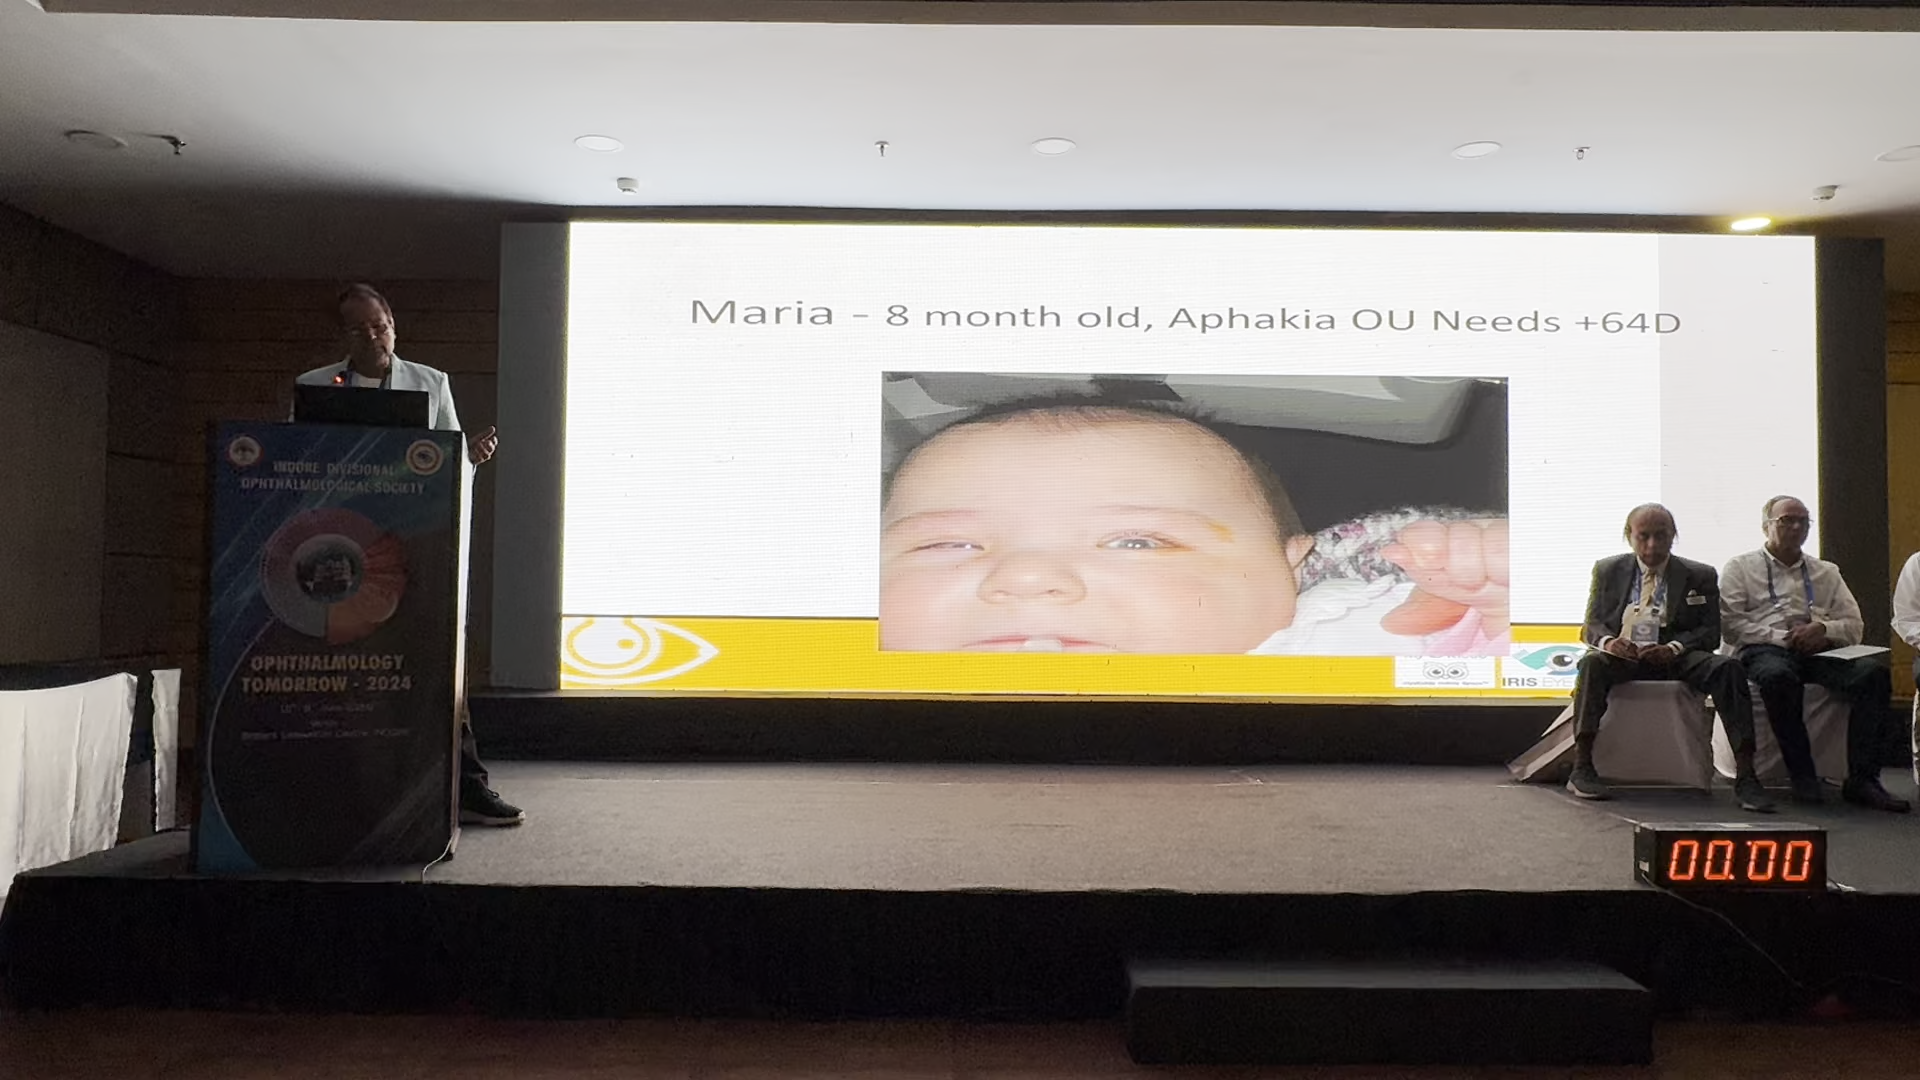 Maria - 8 month old, Aphakia OU Needs +64D
INDORE DIVISIONAL
OPHTHALMOLOGICAL SOCIETY
OPHTHALMOLOGY
TOMORROW - 2024
IRIS EYE
00.00